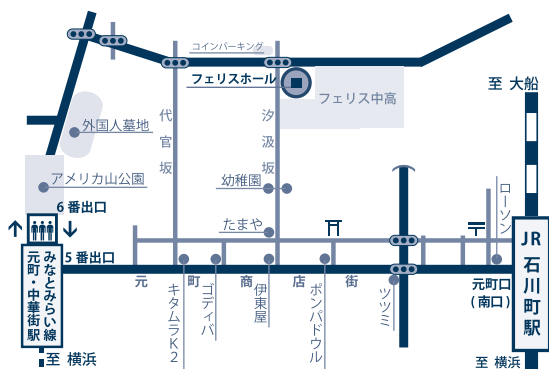 コインパーキング
フェリスホール
フェリス中高
至 大船
外国人墓地
代官坂
汐汲坂
アメリカ山公園
幼稚園
6番出口
たまや
ローソン
5番出口
みなとみらい線
元町・中華街駅
元町商店街
キタムラK2
ゴディバ
伊東屋
ポンパドウル
ツツミ
元町口
(南口)
JR石川町駅
至 横浜
至 横浜